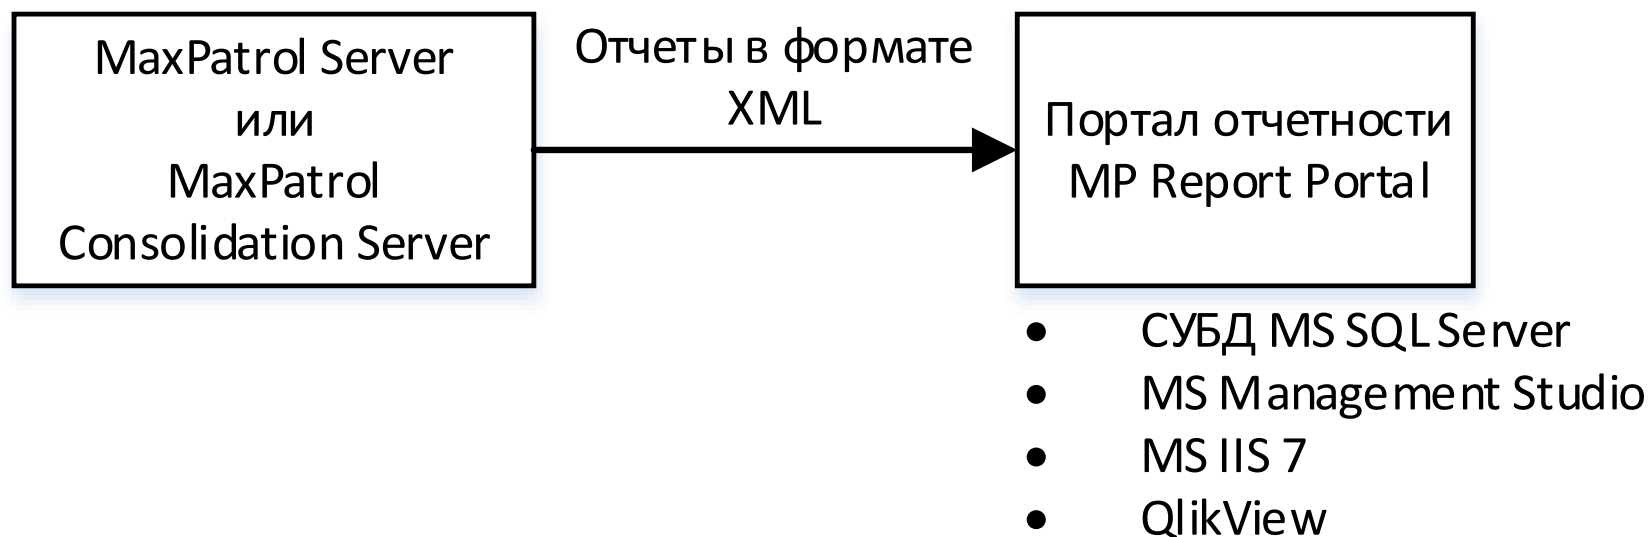 MaxPatrol Server
или
MaxPatrol
Consolidation Server
Отчеты в формате
XML
Портал отчетности
MP Report Portal
• СУБД MS SQL Server
• MS Management Studio
• MS IIS 7
• QlikView